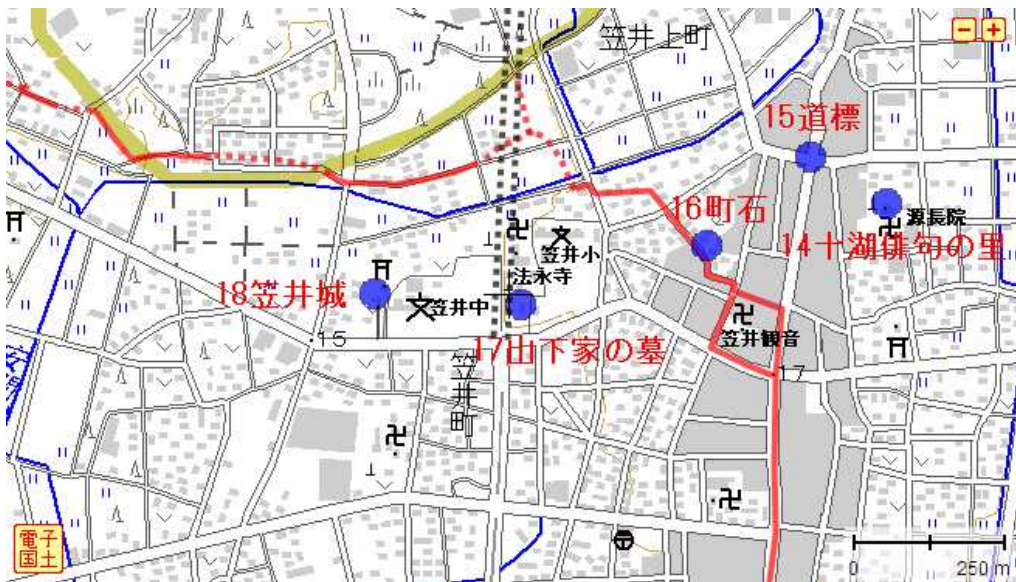 笠井上町
15道標
16町石
源長院
14十湖俳句の里
笠井小
法永寺
18笠井城
笠井中
笠井観音
15
17山下家の墓
17
笠井町
電子
国土
0
250 m